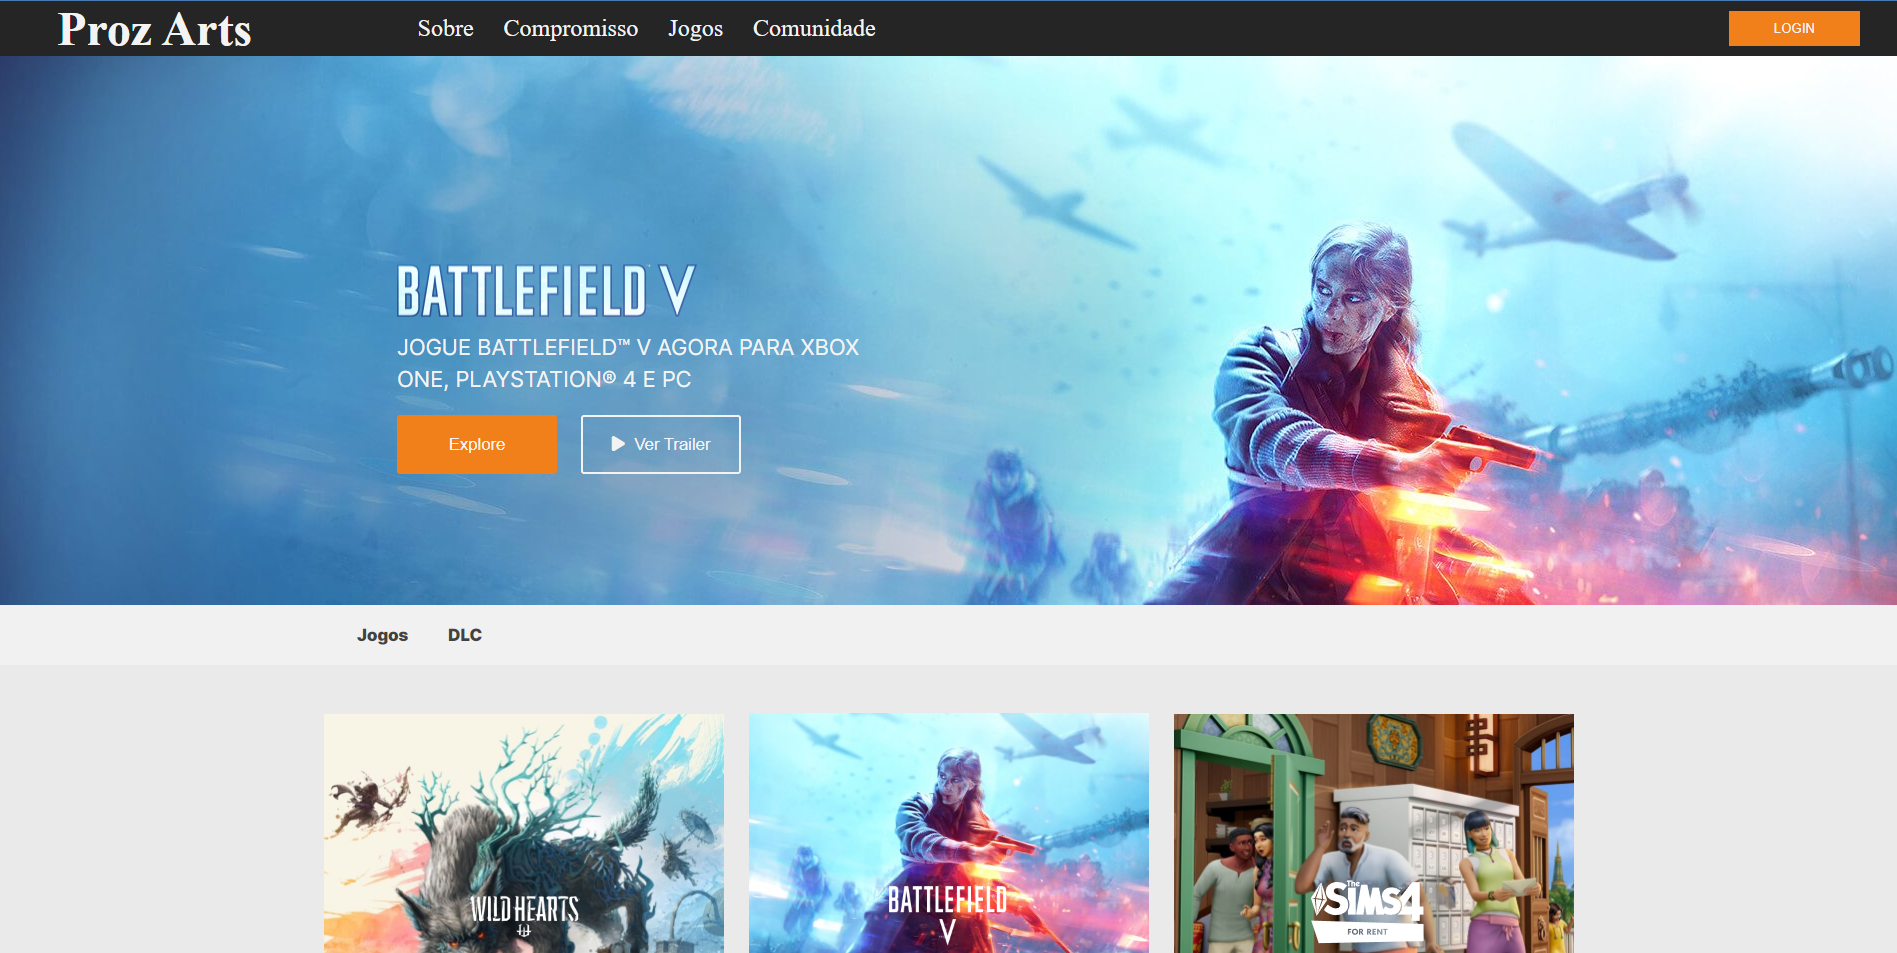 Proz Arts
Sobre Compromisso Jogos Comunidade
LOGIN
BATTLEFIELD V
JOGUE BATTLEFIELD™ V AGORA PARA XBOX
ONE, PLAYSTATION® 4 E PC
Explore
Ver Trailer
Jogos DLC
WILD HEARTS
BATTLEFIELD
V
The
SiMS4
FOR RENT